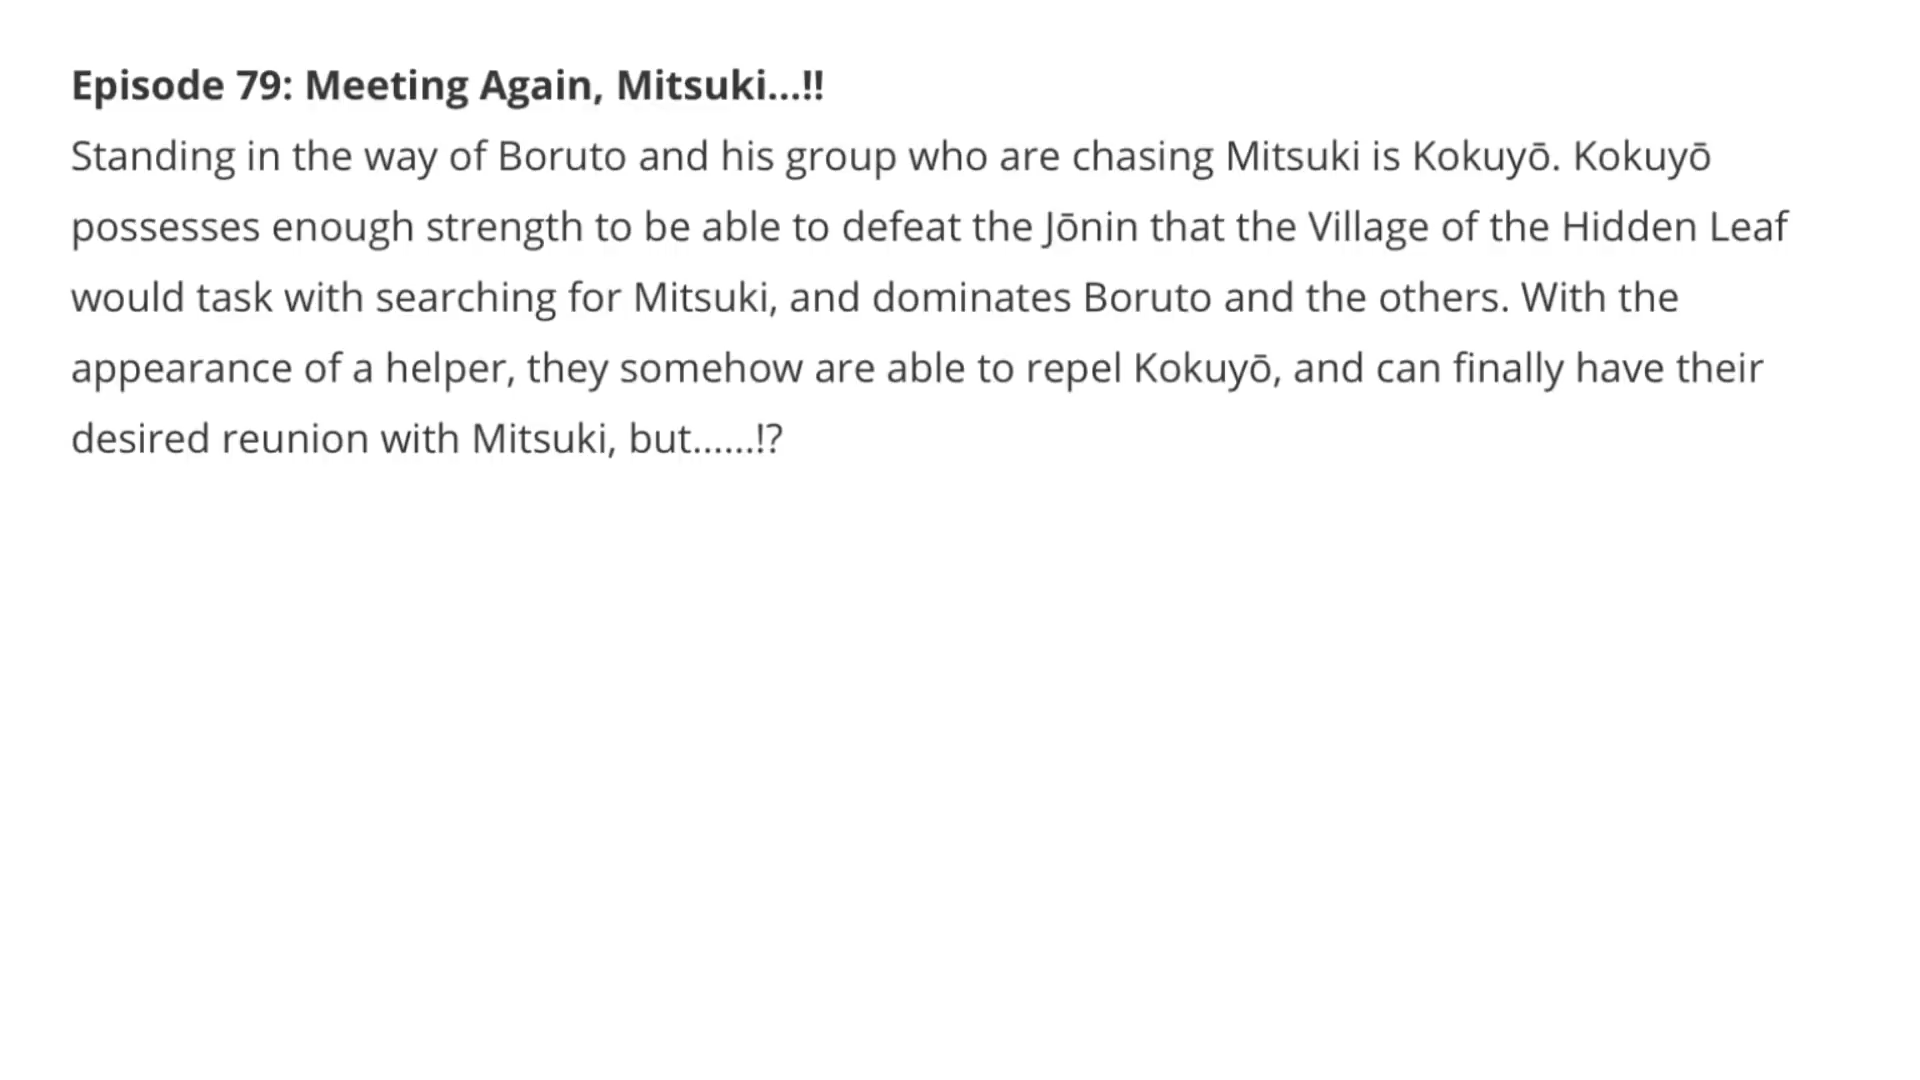 Episode 79: Meeting Again, Mitsuki...!!
Standing in the way of Boruto and his group who are chasing Mitsuki is Kokuyō. Kokuyō
possesses enough strength to be able to defeat the Jōnin that the Village of the Hidden Leaf
would task with searching for Mitsuki, and dominates Boruto and the others. With the
appearance of a helper, they somehow are able to repel Kokuyō, and can finally have their
desired reunion with Mitsuki, but......!?